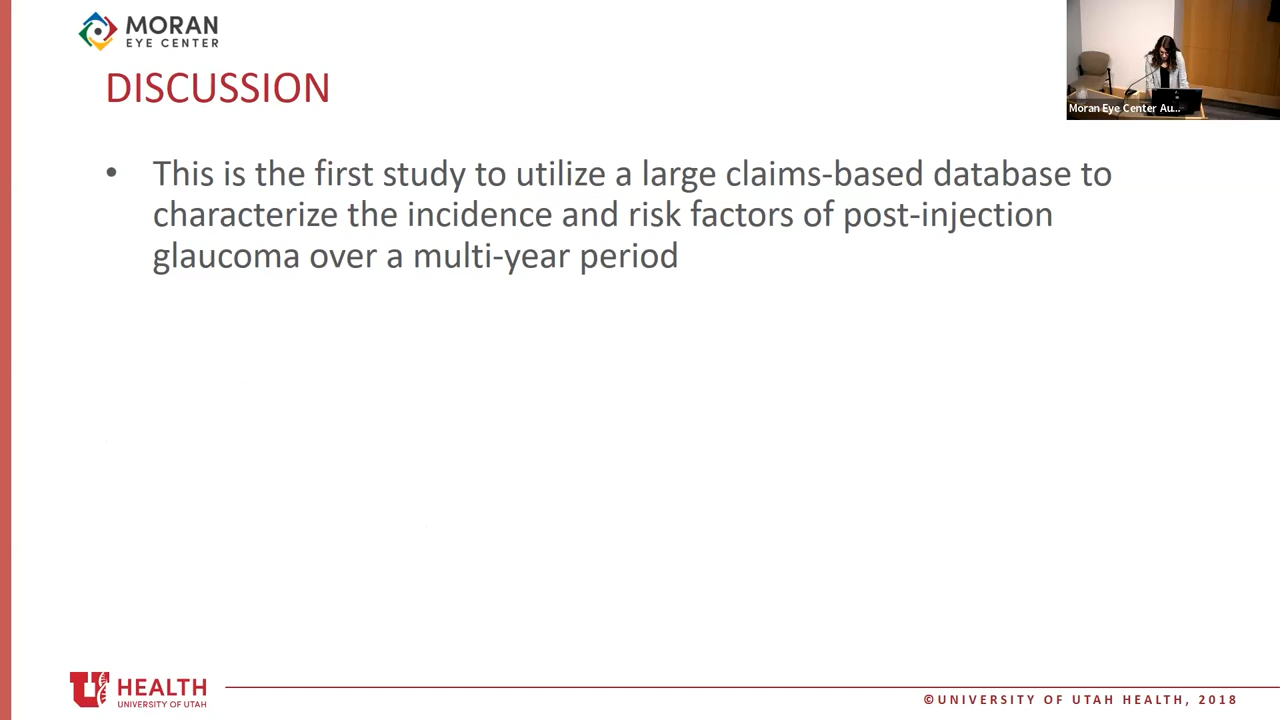 MORAN
EYE CENTER
DISCUSSION
Moran Eye Center Au...
• This is the first study to utilize a large claims-based database to
characterize the incidence and risk factors of post-injection
glaucoma over a multi-year period
U HEALTH
UNIVERSITY OF UTAH
©UNIVERSITY OF UTAH HEALTH, 2018